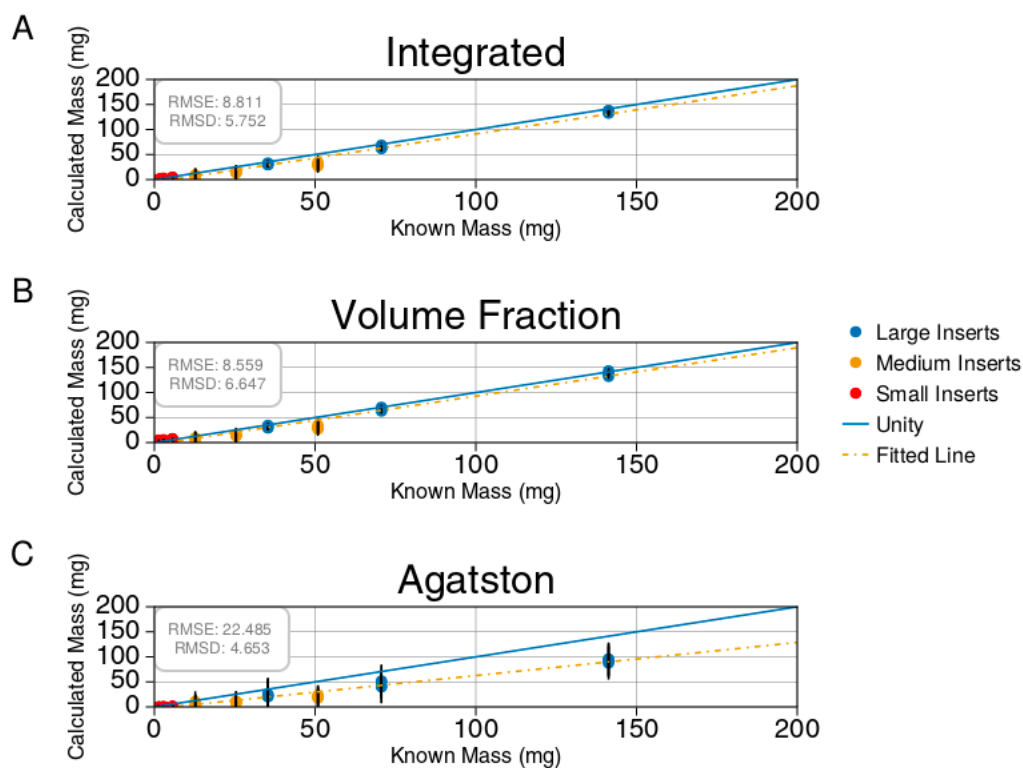 A
Integrated
Calculated Mass (mg)
200
150
100
50
0
RMSE: 8.811
RMSD: 5.752
0 50 100 150 200
Known Mass (mg)
B
Volume Fraction
Calculated Mass (mg)
200
150
100
50
0
RMSE: 8.559
RMSD: 6.647
0 50 100 150 200
Known Mass (mg)
Large Inserts
Medium Inserts
Small Inserts
Unity
Fitted Line
C
Agatston
Calculated Mass (mg)
200
150
100
50
0
RMSE: 22.485
RMSD: 4.653
0 50 100 150 200
Known Mass (mg)